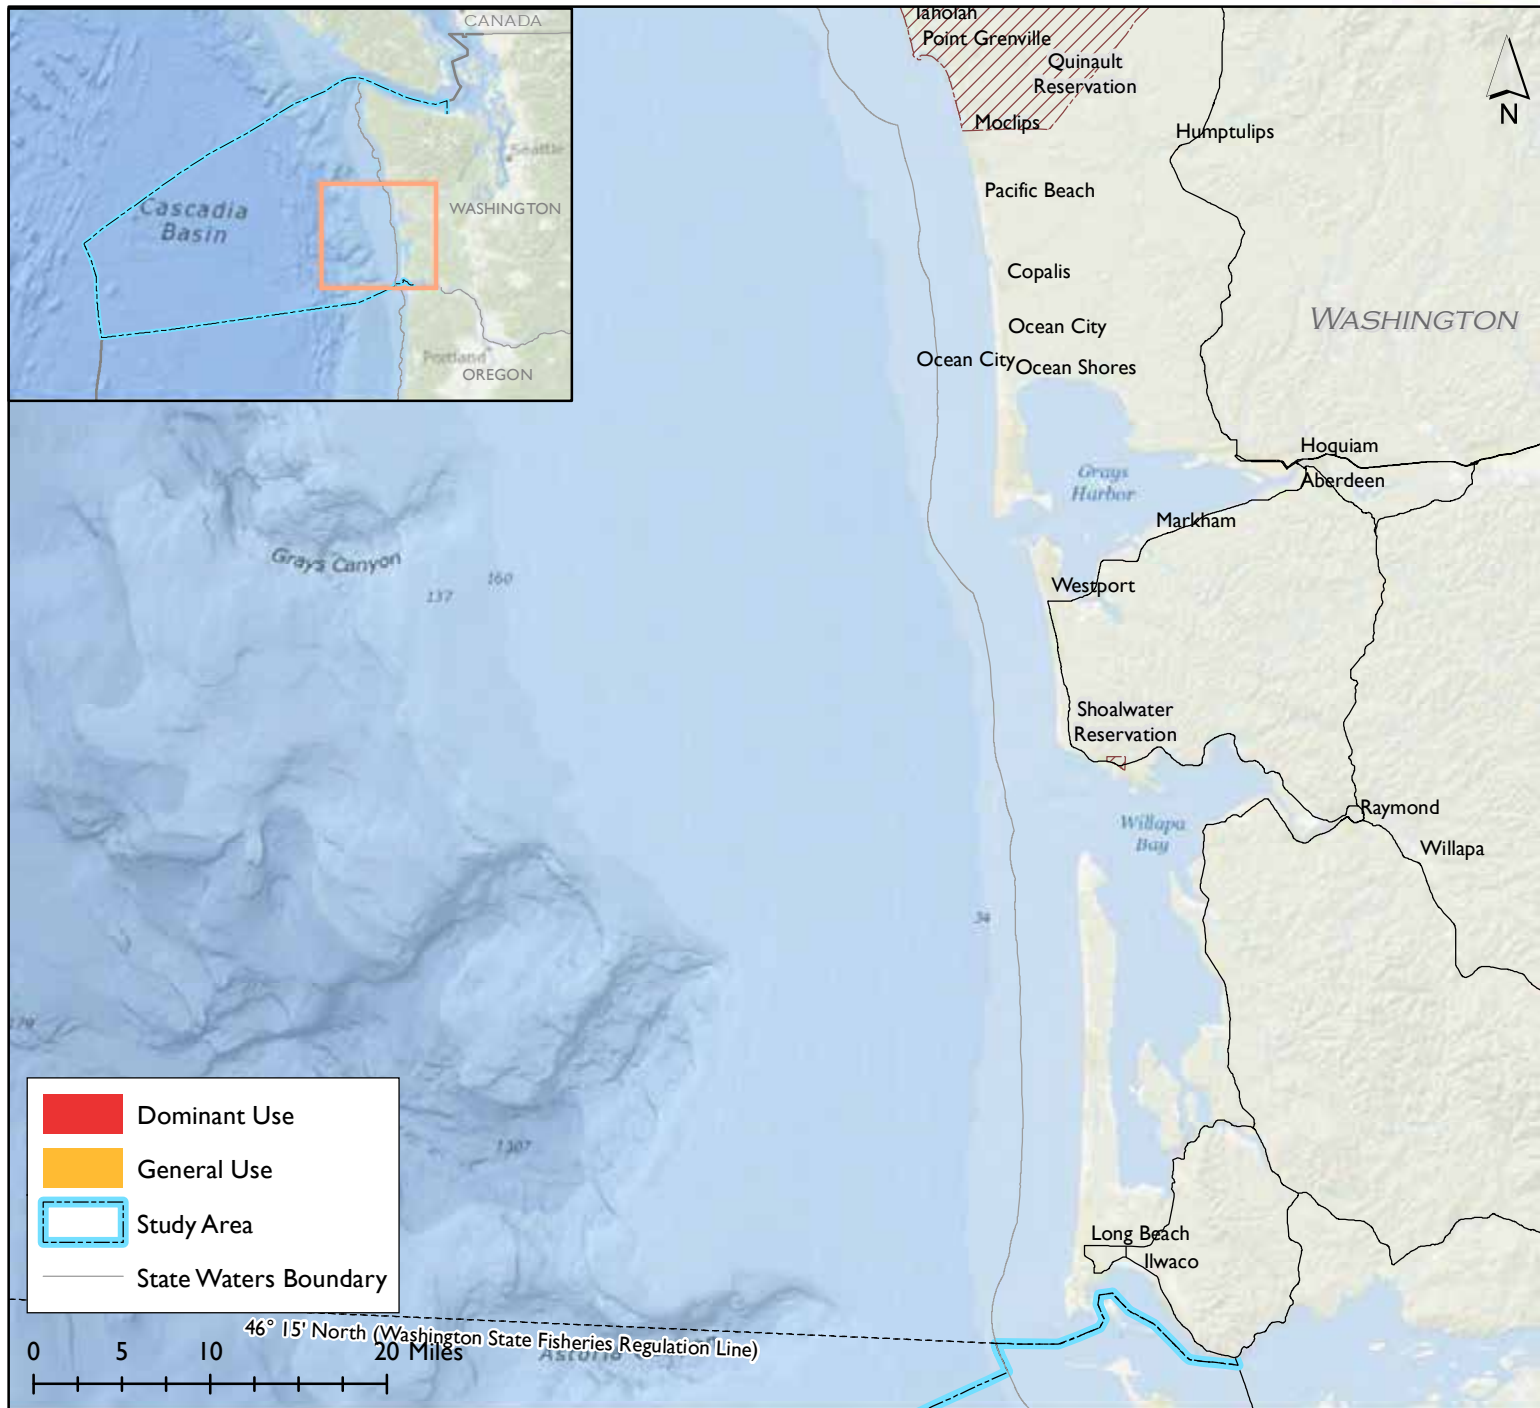 CANADA
Seattle
WASHINGTON
Cascadia
Basin
Portland
OREGON
Taholah
Point Grenville
Quinault
Reservation
Moclips
Humptulips
N
Pacific Beach
Copalis
WASHINGTON
Ocean City
Ocean City
Ocean Shores
Hoquiam
Grays
Harbor
Aberdeen
Markham
Grays Canyon
160
137
Westport
Shoalwater
Reservation
Raymond
Willapa
Bay
Willapa
34
1307
Dominant Use
General Use
Study Area
State Waters Boundary
Long Beach
Ilwaco
46° 15' North (Washington State Fisheries Regulation Line)
0 5 10 20 Miles
Astoria